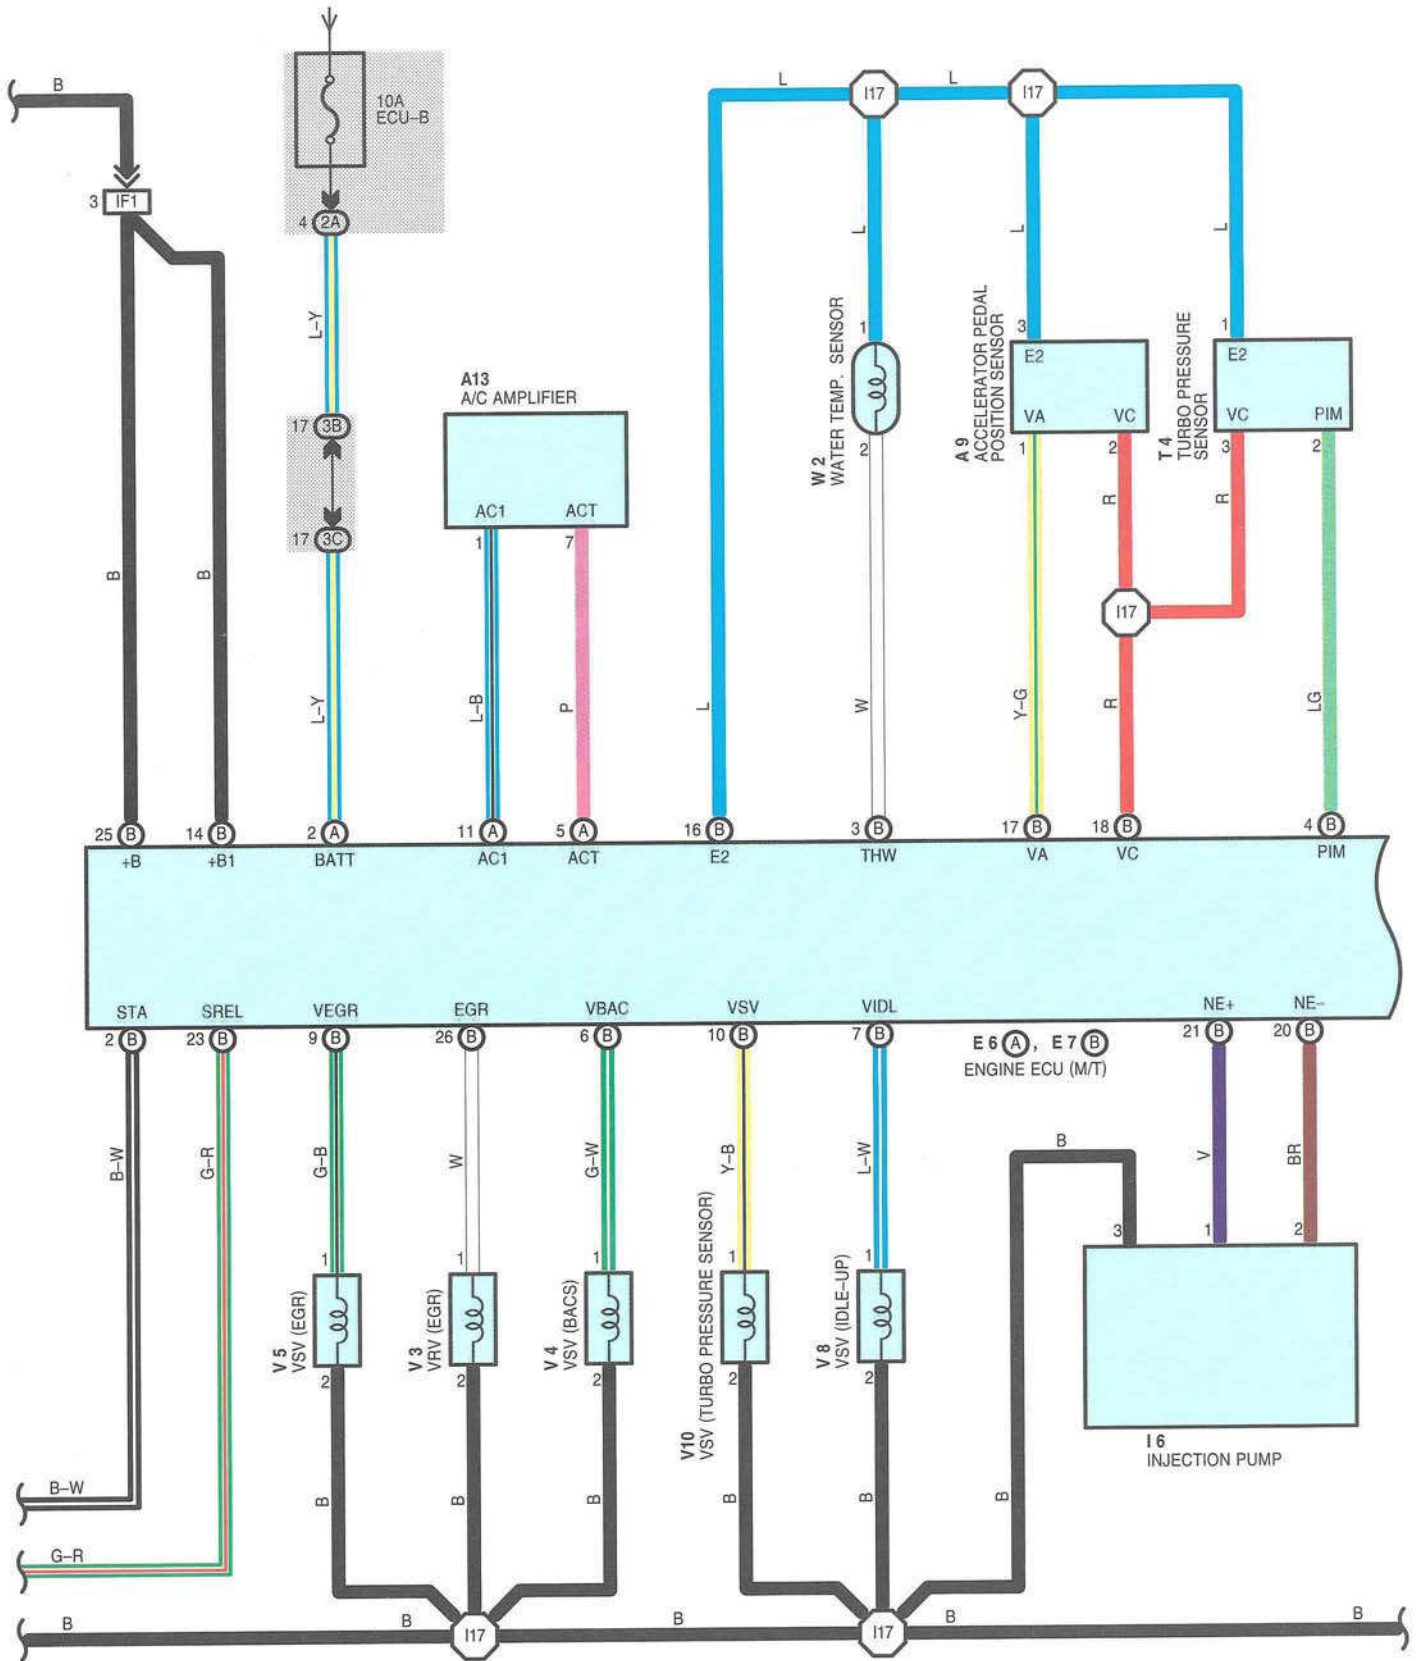 B
10A
ECU–B
3 IF1
4 2A
L I17 L I17
L–Y
L
L
L
17 3B
17 3C
A13
A/C AMPLIFIER
AC1 ACT
1 7
1
W 2
WATER TEMP. SENSOR
2
3
A 9
ACCELERATOR PEDAL
POSITION SENSOR
E2
VA VC
1 2
1
T 4
TURBO PRESSURE
SENSOR
E2
VC PIM
3 2
R
R
I17
B
B
L–Y
L–B
P
L
W
Y–G
R
LG
25 B 14 B 2 A 11 A 5 A 16 B 3 B 17 B 18 B 4 B
+B +B1 BATT AC1 ACT E2 THW VA VC PIM
STA SREL VEGR EGR VBAC VSV VIDL NE+ NE–
2 B 23 B 9 B 26 B 6 B 10 B 7 B 21 B 20 B
E 6 A , E 7 B
ENGINE ECU (M/T)
B–W
G–R
G–B
W
G–W
Y–B
L–W
B
V
BR
1 1 1 1 1 3 1 2
V 5
VSV (EGR)
V 3
VRV (EGR)
V 4
VSV (BACS)
V10
VSV (TURBO PRESSURE SENSOR)
V 8
VSV (IDLE–UP)
2 2 2 2 2
I 6
INJECTION PUMP
B–W
B
B
B
B
B
B
G–R
B B I17 B I17 B B